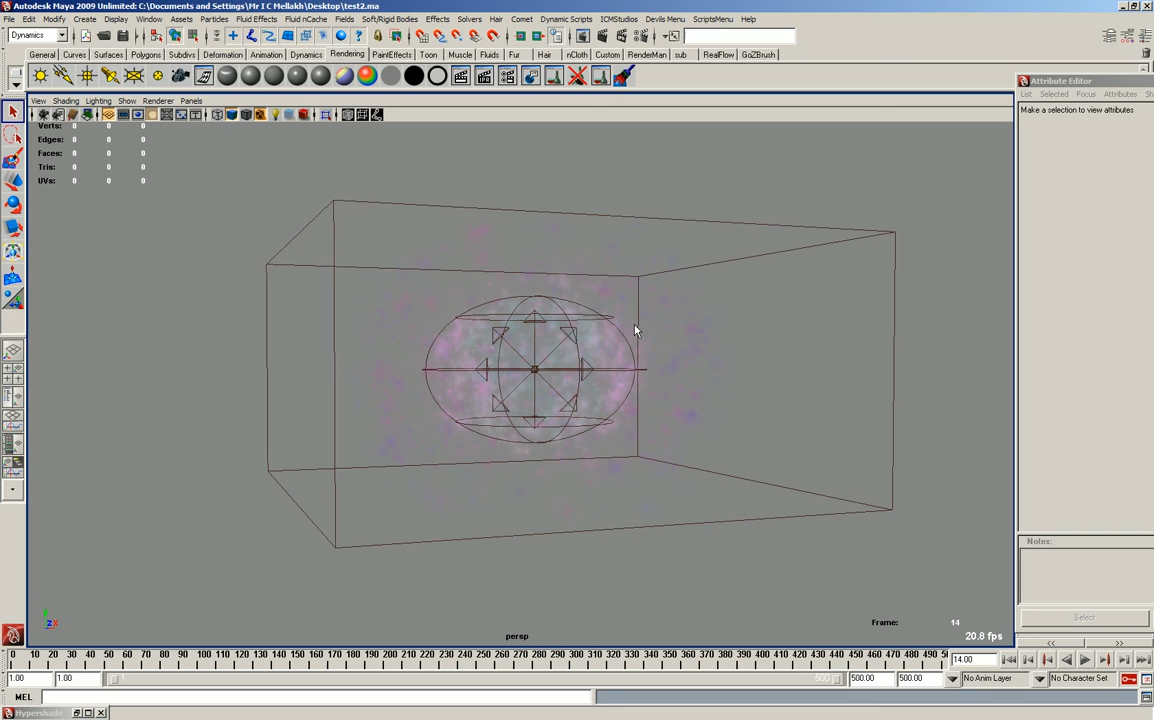 Autodesk Maya 2009 Unlimited: C:\Documents and Settings\Mr I C Mellakh\Desktop\test2.ma
File Edit Modify Create Display Window Assets Particles Fluid Effects Fluid nCache Fields Soft/Rigid Bodies Effects Solvers Hair Comet Dynamic Scripts ICMStudios Devils Menu ScriptsMenu Help
Dynamics
General Curves Surfaces Polygons Subdivs Deformation Animation Dynamics Rendering PaintEffects Toon Muscle Fluids Fur Hair nCloth Custom RenderMan sub RealFlow GoZBrush
Attribute Editor
List Selected Focus Attributes Sh
Make a selection to view attributes
View Shading Lighting Show Renderer Panels
Verts: 0 0 0
Edges: 0 0 0
Faces: 0 0 0
Tris: 0 0 0
UVs: 0 0 0
Notes:
Select
Frame: 14
persp
20.8 fps
0 10 20 30 40 50 60 70 80 90 100 110 120 130 140 150 160 170 180 190 200 210 220 230 240 250 260 270 280 290 300 310 320 330 340 350 360 370 380 390 400 410 420 430 440 450 460 470 480 490 14.00
1.00 1.00 1 500 500.00 500.00 No Anim Layer No Character Set
MEL
Hypershade